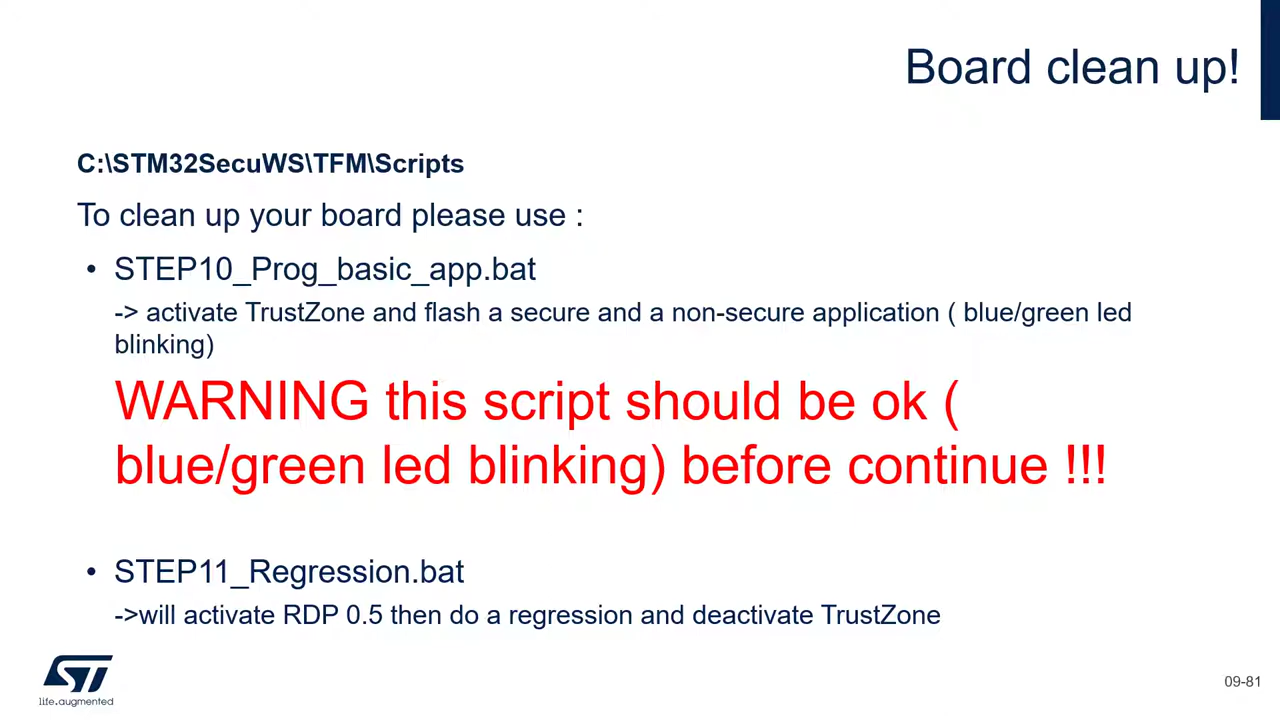 Board clean up!
C:\STM32SecuWS\TFM\Scripts
To clean up your board please use :
• STEP10_Prog_basic_app.bat
-> activate TrustZone and flash a secure and a non-secure application ( blue/green led
blinking)
WARNING this script should be ok (
blue/green led blinking) before continue !!!
• STEP11_Regression.bat
->will activate RDP 0.5 then do a regression and deactivate TrustZone
ST
life.augmented
09-81